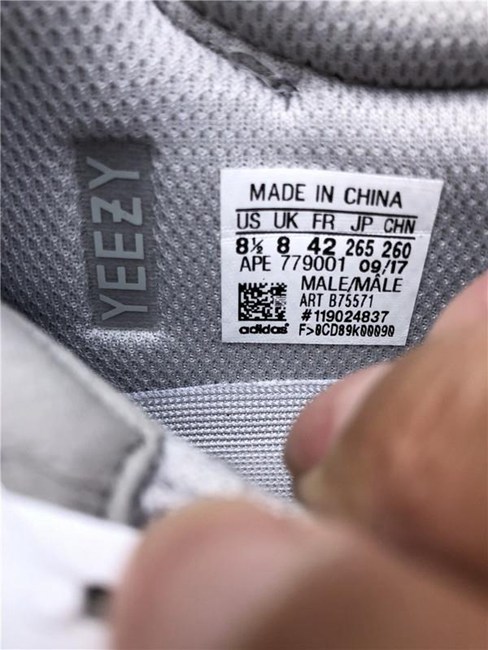 YEEZY
MADE IN CHINA
US UK FR JP CHN
8½ 8 42 265 260
APE 779001 09/17
MALE/MÂLE
ART B75571
#119024837
adidas F>0CD89K00090